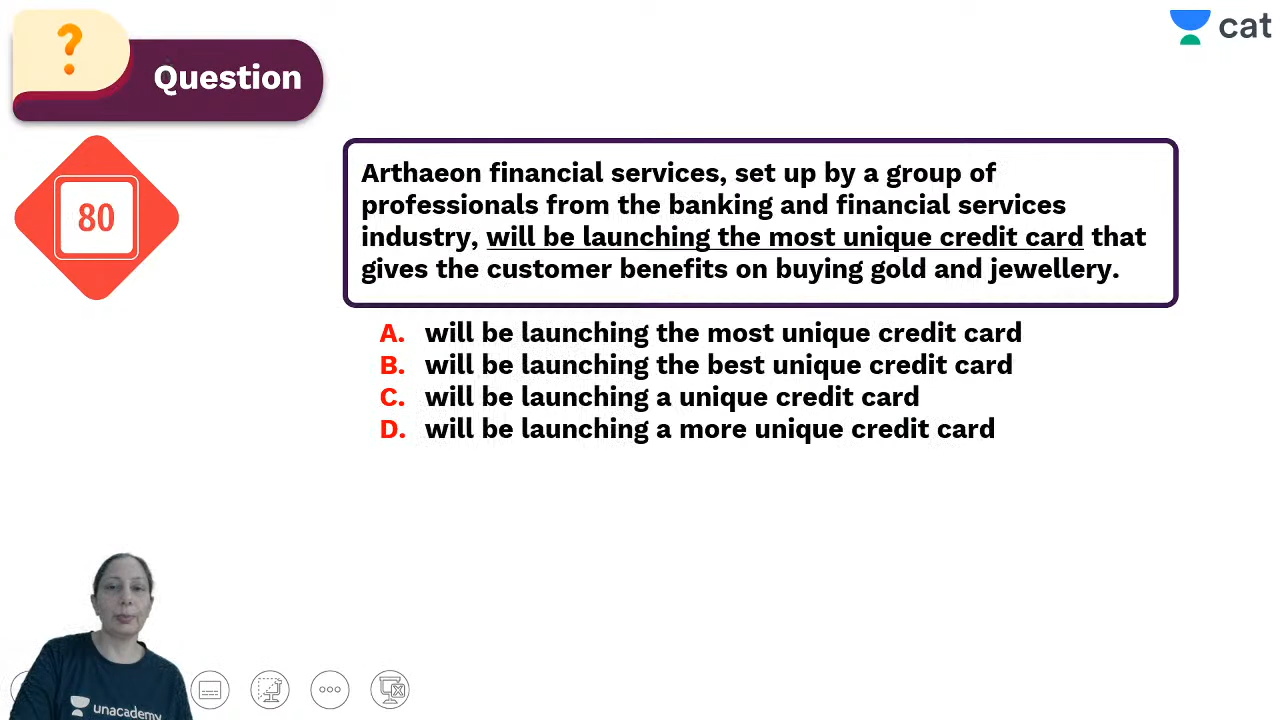 ?
Question
cat
80
Arthaeon financial services, set up by a group of
professionals from the banking and financial services
industry, will be launching the most unique credit card that
gives the customer benefits on buying gold and jewellery.
A. will be launching the most unique credit card
B. will be launching the best unique credit card
C. will be launching a unique credit card
D. will be launching a more unique credit card
unacademy